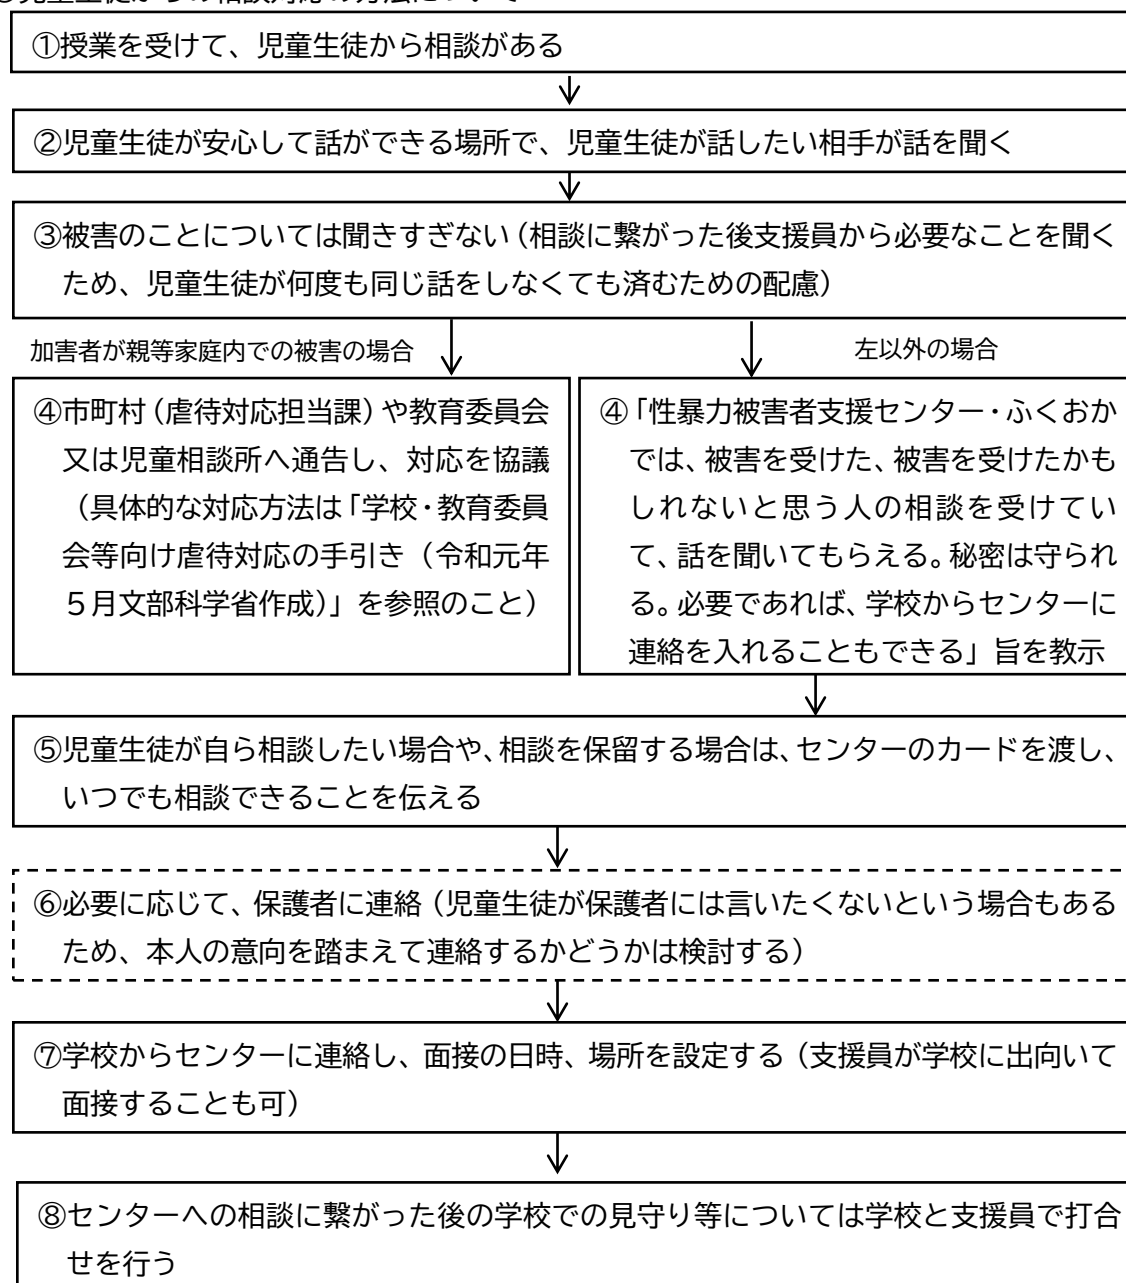 児童生徒からの相談対応の方法について
①授業を受けて、児童生徒から相談がある
②児童生徒が安心して話ができる場所で、児童生徒が話したい相手が話を聞く
③被害のことについては聞きすぎない（相談に繋がった後支援員から必要なことを聞く
ため、児童生徒が何度も同じ話をしなくても済むための配慮）
加害者が親等家庭内での被害の場合
左以外の場合
④市町村（虐待対応担当課）や教育委員会
又は児童相談所へ通告し、対応を協議
（具体的な対応方法は「学校・教育委員
会等向け虐待対応の手引き（令和元年
５月文部科学省作成）」を参照のこと）
④「性暴力被害者支援センター・ふくおか
では、被害を受けた、被害を受けたかも
しれないと思う人の相談を受けてい
て、話を聞いてもらえる。秘密は守られ
る。必要であれば、学校からセンターに
連絡を入れることもできる」旨を教示
⑤児童生徒が自ら相談したい場合や、相談を保留する場合は、センターのカードを渡し、
いつでも相談できることを伝える
⑥必要に応じて、保護者に連絡（児童生徒が保護者には言いたくないという場合もある
ため、本人の意向を踏まえて連絡するかどうかは検討する）
⑦学校からセンターに連絡し、面接の日時、場所を設定する（支援員が学校に出向いて
面接することも可）
⑧センターへの相談に繋がった後の学校での見守り等については学校と支援員で打合
せを行う